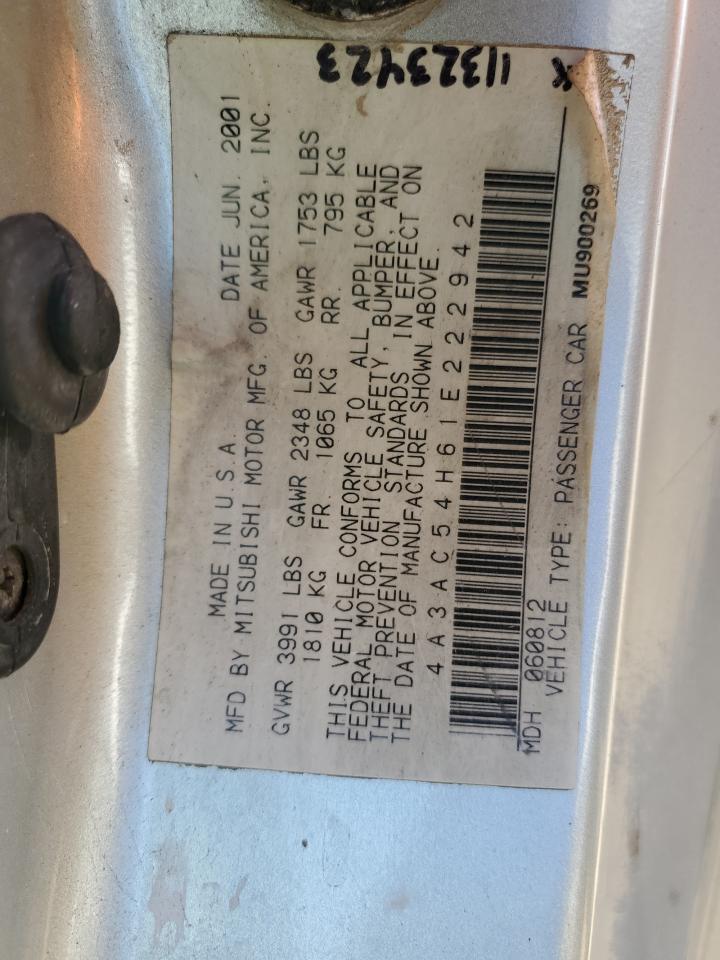 MADE IN U.S.A. DATE JUN. 2001
MFD BY MITSUBISHI MOTOR MFG. OF AMERICA, INC.
GVWR 3991 LBS GAWR 2348 LBS GAWR 1753 LBS
1810 KG FR. 1065 KG RR. 795 KG
THIS VEHICLE CONFORMS TO ALL APPLICABLE
FEDERAL MOTOR VEHICLE SAFETY, BUMPER, AND
THEFT PREVENTION STANDARDS IN EFFECT ON
THE DATE OF MANUFACTURE SHOWN ABOVE.
4A3AC54H61E222942
MDH 060812
VEHICLE TYPE: PASSENGER CAR MU900269
X 11323423